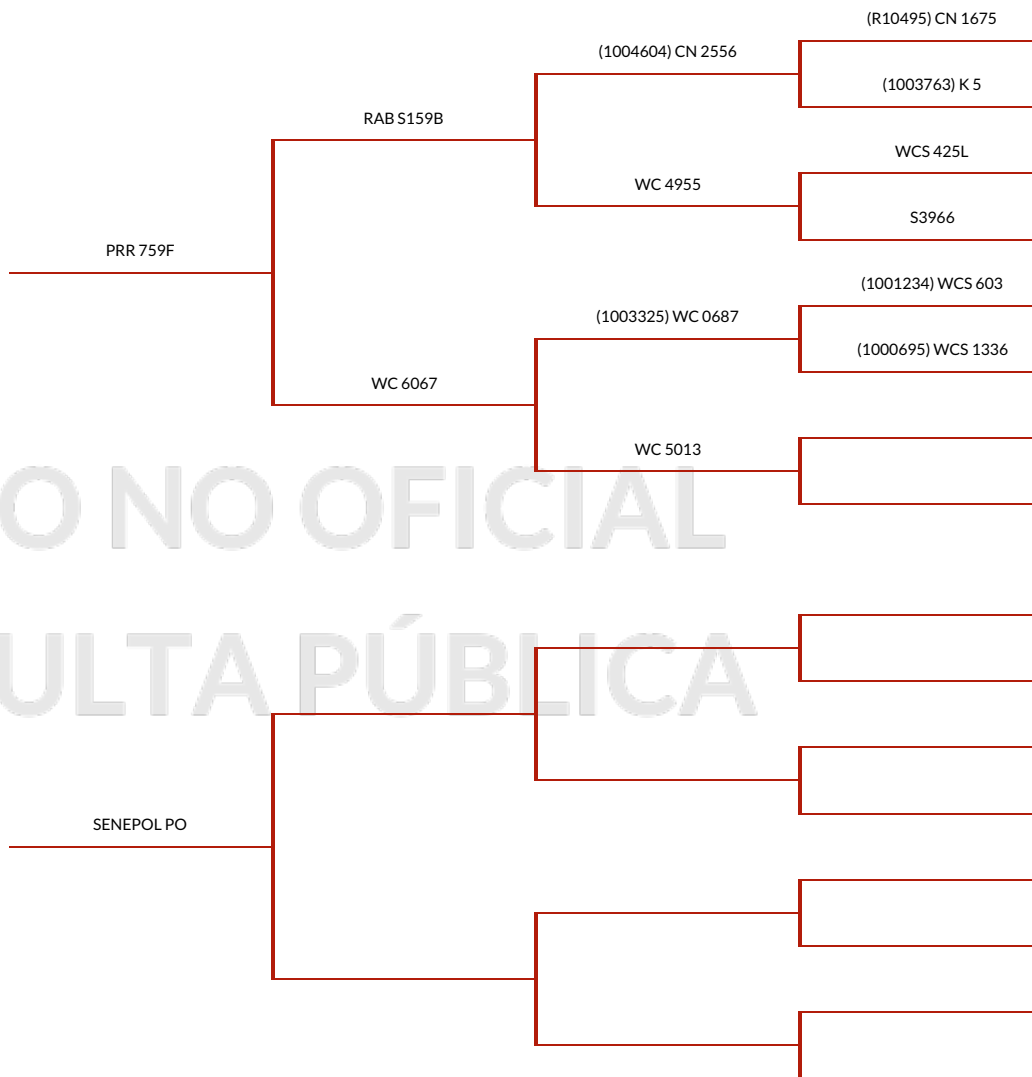 (R10495) CN 1675
(1004604) CN 2556
(1003763) K 5
RAB S159B
WCS 425L
WC 4955
S3966
PRR 759F
(1001234) WCS 603
(1003325) WC 0687
(1000695) WCS 1336
WC 6067
WC 5013
O NO OFICIAL
ULTA PÚBLICA
SENEPOL PO